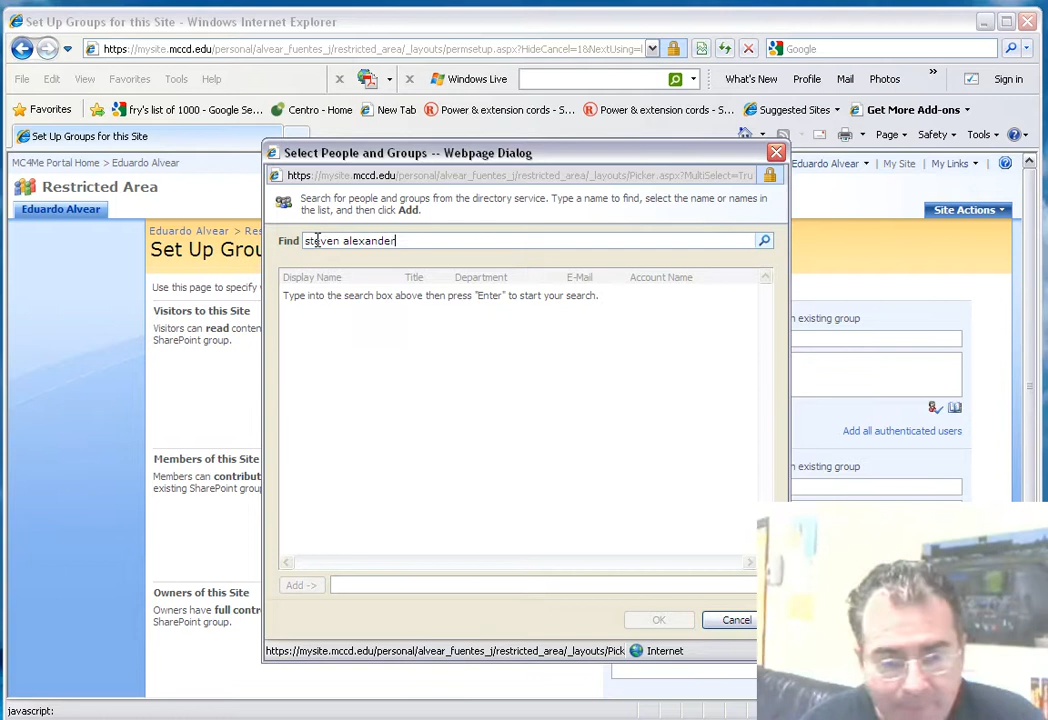 Set Up Groups for this Site - Windows Internet Explorer
https://mysite.mccd.edu/personal/alvear_fuentes_j/restricted_area/_layouts/permsetup.aspx?HideCancel=1&NextUsing=
Google
File Edit View Favorites Tools Help
Windows Live
What's New Profile Mail Photos » Sign in
Favorites
fry's list of 1000 - Google Se...
Centro - Home
New Tab
Power & extension cords - S...
Power & extension cords - S...
Suggested Sites
Get More Add-ons
Set Up Groups for this Site
Page Safety Tools
Select People and Groups -- Webpage Dialog
MC4Me Portal Home > Eduardo Alvear
Eduardo Alvear My Site My Links
https://mysite.mccd.edu/personal/alvear_fuentes_j/restricted_area/_layouts/Picker.aspx?MultiSelect=Tru
Restricted Area
Search for people and groups from the directory service. Type a name to find, select the name or names in
the list, and then click Add.
Eduardo Alvear
Site Actions
Eduardo Alvear > Res
Set Up Grou
Find steven alexander
Display Name Title Department E-Mail Account Name
Use this page to specify
Type into the search box above then press "Enter" to start your search.
Visitors to this Site
Visitors can read conten
SharePoint group.
n existing group
Add all authenticated users
Members of this Site
Members can contribut
existing SharePoint group
n existing group
Add ->
Owners of this Site
Owners have full contr
SharePoint group.
OK Cancel
https://mysite.mccd.edu/personal/alvear_fuentes_j/restricted_area/_layouts/Pick
Internet
javascript: